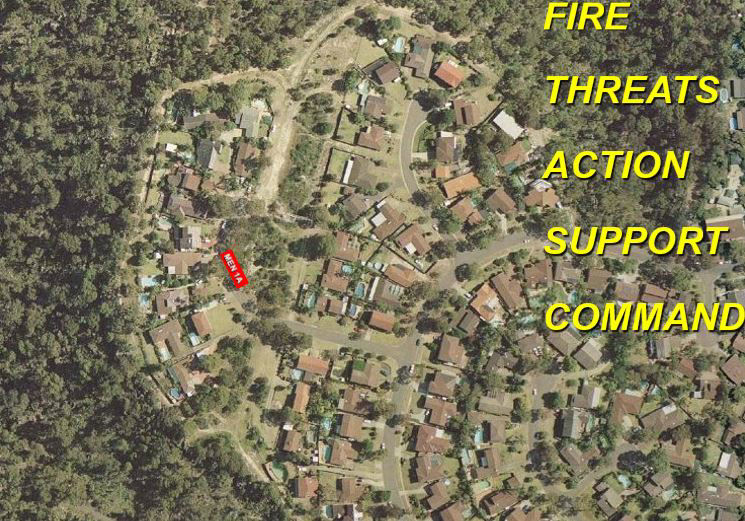 FIRE
THREATS
ACTION
SUPPORT
COMMAND
MEN 1A